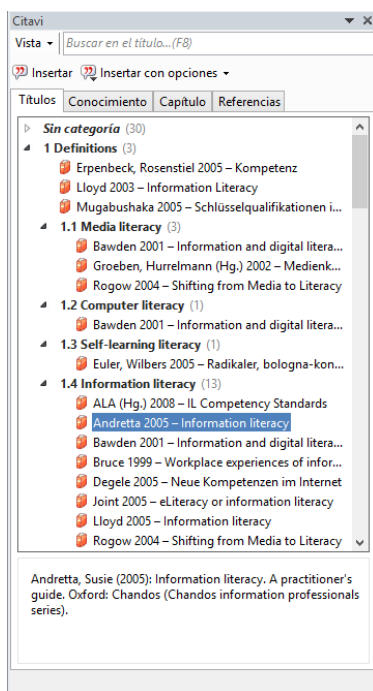 Citavi
Vista
Buscar en el título...(F8)
Insertar Insertar con opciones
Títulos Conocimiento Capítulo Referencias
Sin categoría (30)
1 Definitions (3)
Erpenbeck, Rosenstiel 2005 – Kompetenz
Lloyd 2003 – Information Literacy
Mugabushaka 2005 – Schlüsselqualifikationen i...
1.1 Media literacy (3)
Bawden 2001 – Information and digital litera...
Groeben, Hurrelmann (Hg.) 2002 – Medienk...
Rogow 2004 – Shifting from Media to Literacy
1.2 Computer literacy (1)
Bawden 2001 – Information and digital litera...
1.3 Self-learning literacy (1)
Euler, Wilbers 2005 – Radikaler, bologna-kon...
1.4 Information literacy (13)
ALA (Hg.) 2008 – IL Competency Standards
Andretta 2005 – Information literacy
Bawden 2001 – Information and digital litera...
Bruce 1999 – Workplace experiences of infor...
Degele 2005 – Neue Kompetenzen im Internet
Joint 2005 – eLiteracy or information literacy
Lloyd 2005 – Information literacy
Rogow 2004 – Shifting from Media to Literacy
Andretta, Susie (2005): Information literacy. A practitioner's
guide. Oxford: Chandos (Chandos information professionals
series).